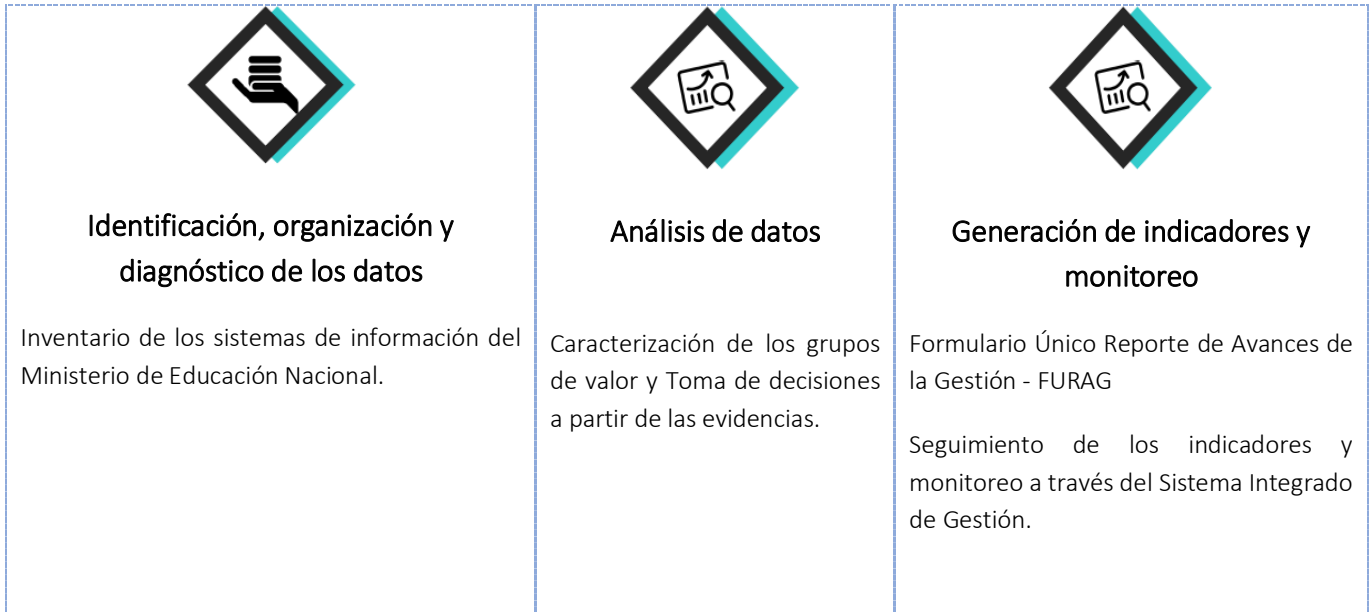 Identificación, organización y
diagnóstico de los datos
Inventario de los sistemas de información del
Ministerio de Educación Nacional.
Análisis de datos
Caracterización de los grupos
de valor y Toma de decisiones
a partir de las evidencias.
Generación de indicadores y
monitoreo
Formulario Único Reporte de Avances de
la Gestión - FURAG
Seguimiento de los indicadores y
monitoreo a través del Sistema Integrado
de Gestión.